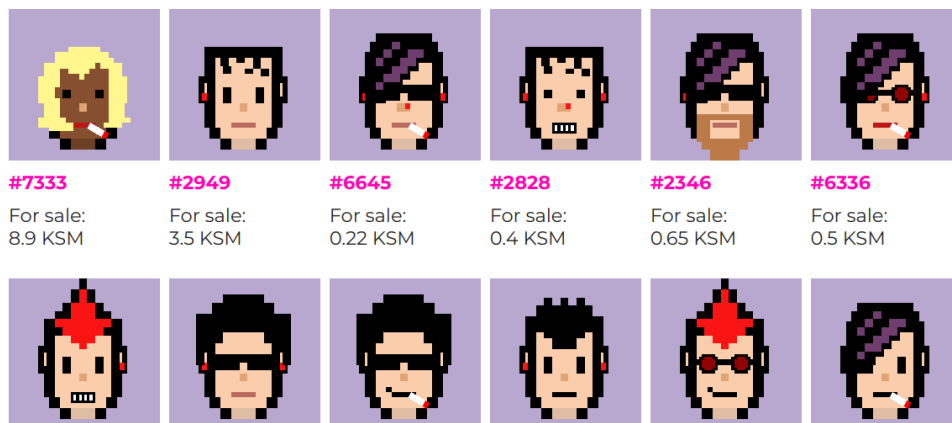 #7333
For sale:
8.9 KSM
#2949
For sale:
3.5 KSM
#6645
For sale:
0.22 KSM
#2828
For sale:
0.4 KSM
#2346
For sale:
0.65 KSM
#6336
For sale:
0.5 KSM